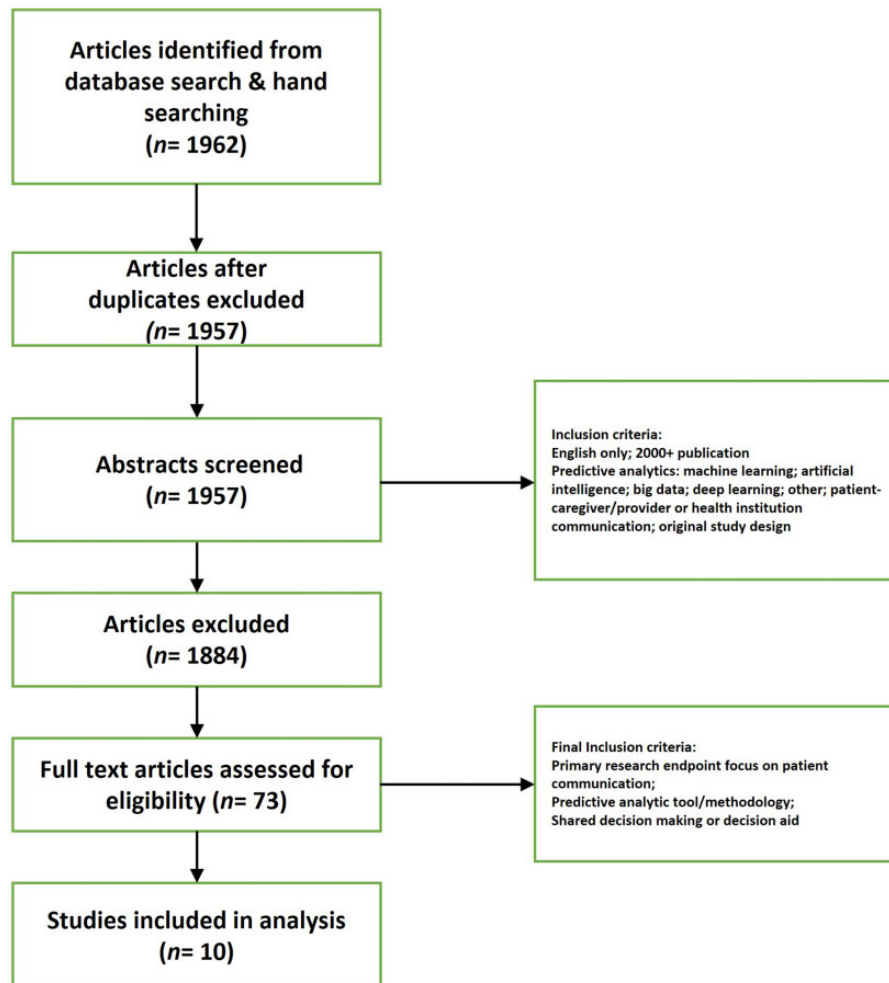 Articles identified from
database search & hand
searching
(n= 1962)
Articles after
duplicates excluded
(n= 1957)
Abstracts screened
(n= 1957)
Inclusion criteria:
English only; 2000+ publication
Predictive analytics: machine learning; artificial
intelligence; big data; deep learning; other; patient-
caregiver/provider or health institution
communication; original study design
Articles excluded
(n= 1884)
Full text articles assessed for
eligibility (n= 73)
Final Inclusion criteria:
Primary research endpoint focus on patient
communication;
Predictive analytic tool/methodology;
Shared decision making or decision aid
Studies included in analysis
(n= 10)